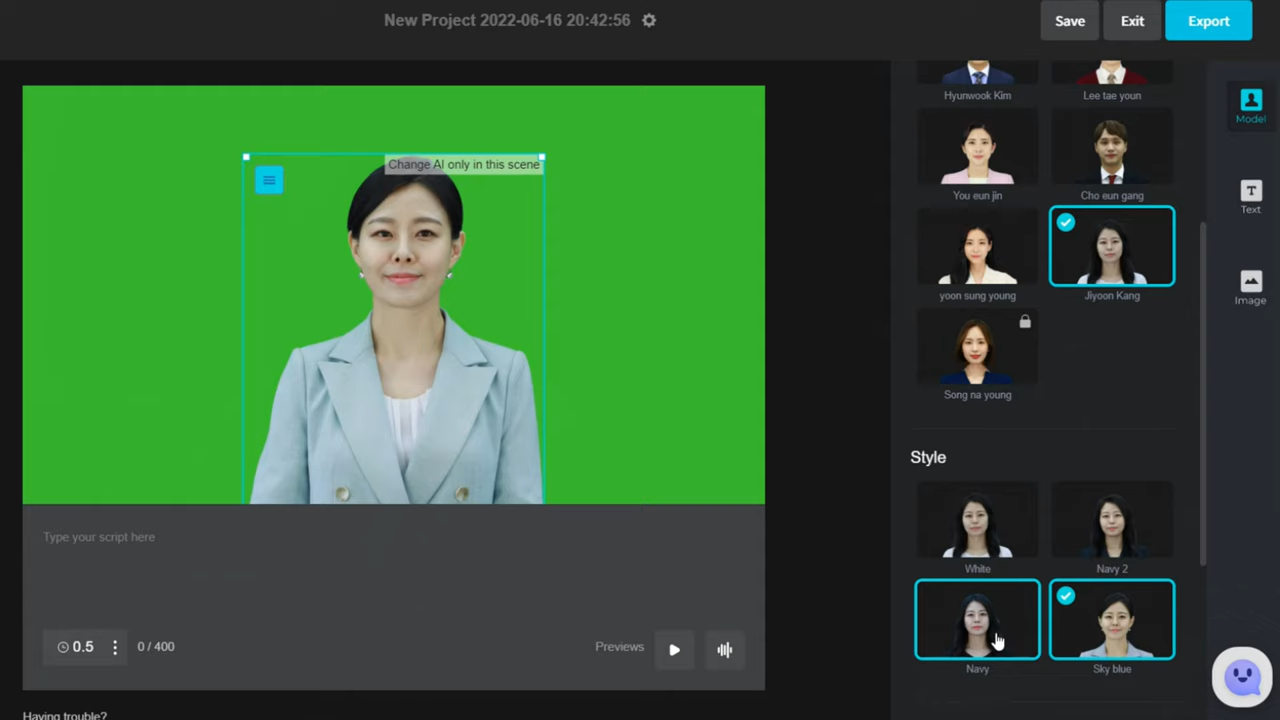 New Project 2022-06-16 20:42:56
Save
Exit
Export
Change AI only in this scene
Type your script here
0.5
0 / 400
Previews
Having trouble?
Hyunwook Kim
Lee tae youn
You eun jin
Cho eun gang
yoon sung young
Jiyoon Kang
Song na young
Style
White
Navy 2
Navy
Sky blue
Model
T
Text
Image